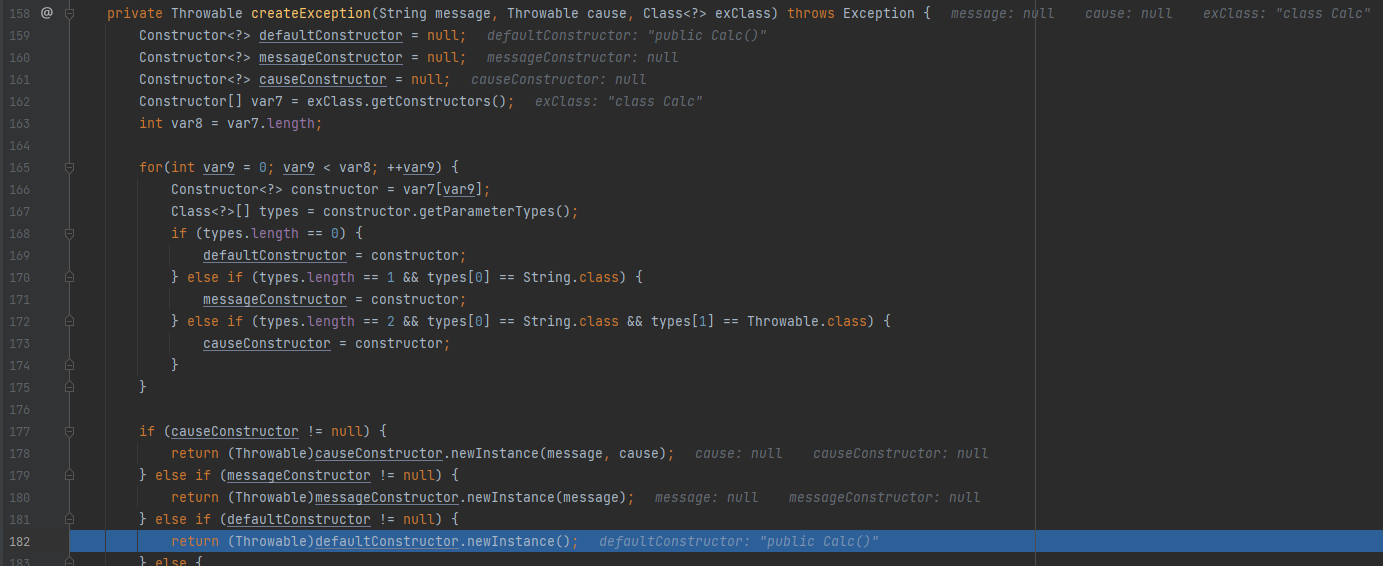 158 @ private Throwable createException(String message, Throwable cause, Class<?> exClass) throws Exception { message: null cause: null exClass: "class Calc"
159 Constructor<?> defaultConstructor = null; defaultConstructor: "public Calc()"
160 Constructor<?> messageConstructor = null; messageConstructor: null
161 Constructor<?> causeConstructor = null; causeConstructor: null
162 Constructor[] var7 = exClass.getConstructors(); exClass: "class Calc"
163 int var8 = var7.length;
164
165 for(int var9 = 0; var9 < var8; ++var9) {
166 Constructor<?> constructor = var7[var9];
167 Class<?>[] types = constructor.getParameterTypes();
168 if (types.length == 0) {
169 defaultConstructor = constructor;
170 } else if (types.length == 1 && types[0] == String.class) {
171 messageConstructor = constructor;
172 } else if (types.length == 2 && types[0] == String.class && types[1] == Throwable.class) {
173 causeConstructor = constructor;
174 }
175 }
176
177 if (causeConstructor != null) {
178 return (Throwable)causeConstructor.newInstance(message, cause); cause: null causeConstructor: null
179 } else if (messageConstructor != null) {
180 return (Throwable)messageConstructor.newInstance(message); message: null messageConstructor: null
181 } else if (defaultConstructor != null) {
182 return (Throwable)defaultConstructor.newInstance(); defaultConstructor: "public Calc()"
183 } else {